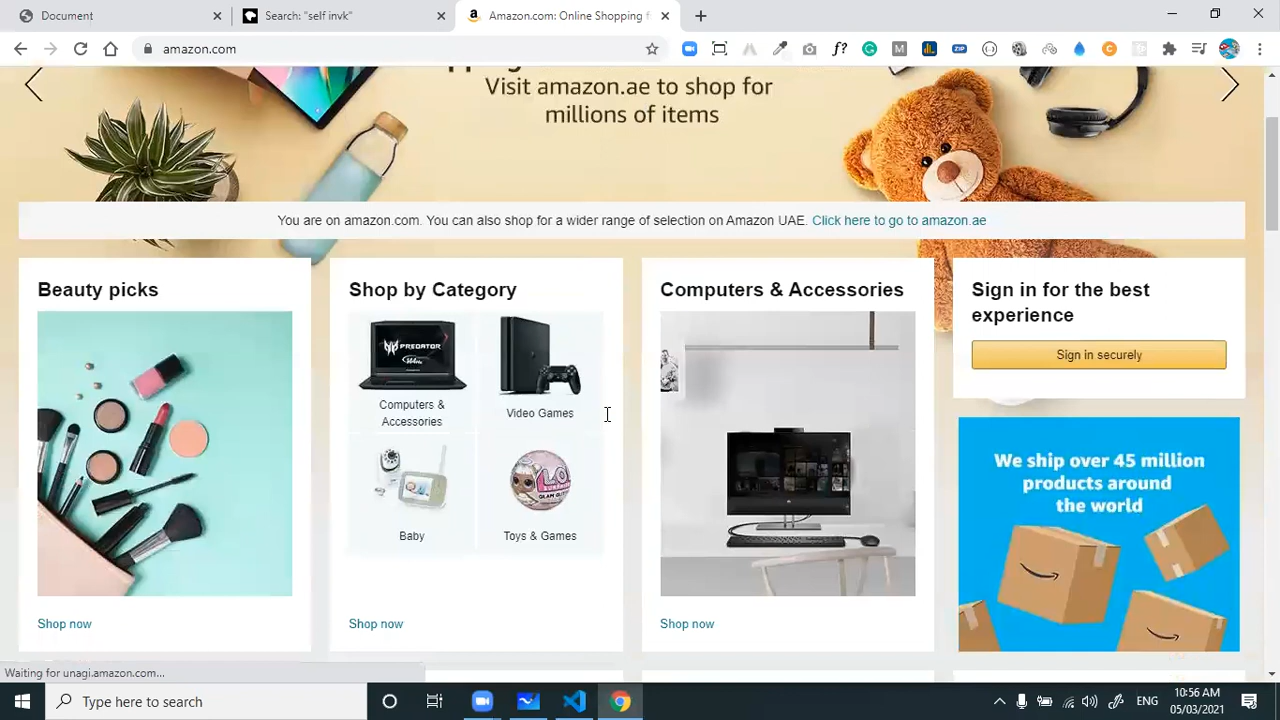 Document
Search: "self invk"
Amazon.com: Online Shopping f
amazon.com
Visit amazon.ae to shop for
millions of items
You are on amazon.com. You can also shop for a wider range of selection on Amazon UAE. Click here to go to amazon.ae
Beauty picks
Shop now
Shop by Category
PREDATOR
Computers &
Accessories
Video Games
Baby
Toys & Games
Shop now
Computers & Accessories
Shop now
Sign in for the best
experience
Sign in securely
We ship over 45 million
products around
the world
Waiting for unagi.amazon.com...
Type here to search
ENG
10:56 AM
05/03/2021